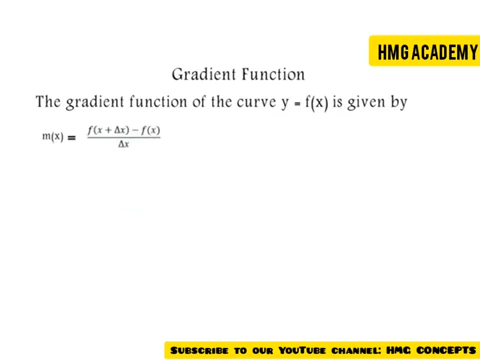 HMG ACADEMY
Gradient Function
The gradient function of the curve y = f(x) is given by
m(x) = \frac{f(x + Δx) − f(x)}{Δx}
SUBSCRIBE TO OUR YOUTUBE CHANNEL: HMG CONCEPTS